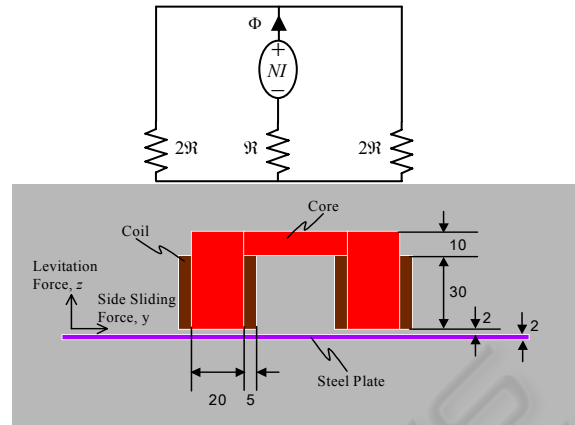 Φ
+
NI
−
2ℜ
ℜ
2ℜ
Core
Coil
10
Levitation
Force, z
30
Side Sliding
Force, y
2
2
Steel Plate
20
5